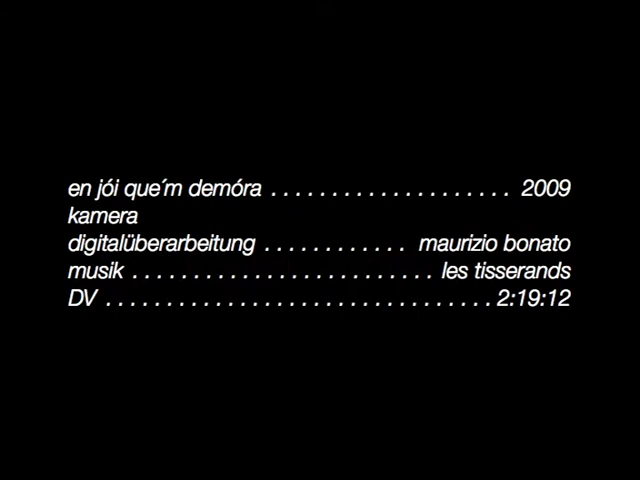 en jói que´m demóra . . . . . . . . . . . . . . . . . . . . 2009
kamera
digitalüberarbeitung . . . . . . . . . . . . maurizio bonato
musik . . . . . . . . . . . . . . . . . . . . . . . . . les tisserands
DV . . . . . . . . . . . . . . . . . . . . . . . . . . . . . . . . 2:19:12